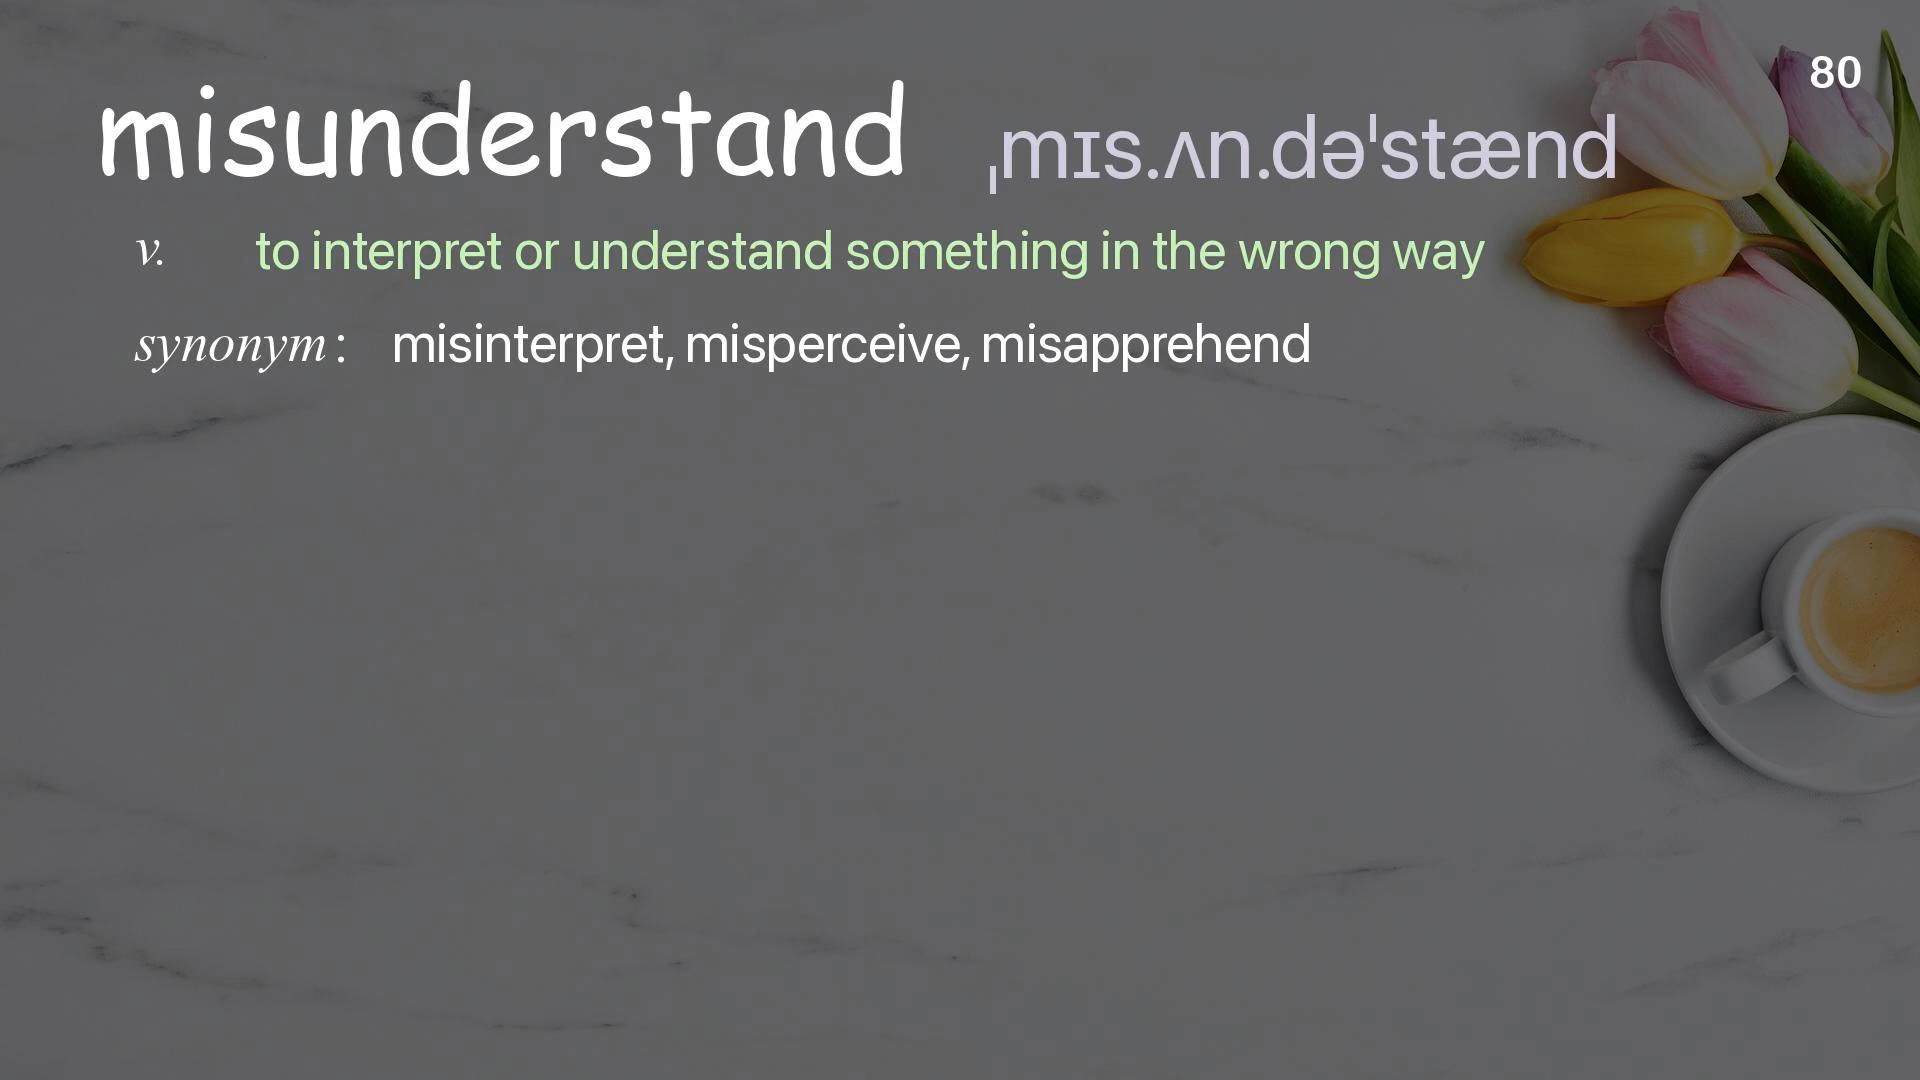 80
misunderstand ˌmɪs.ʌn.dəˈstænd
v. to interpret or understand something in the wrong way
synonym : misinterpret, misperceive, misapprehend